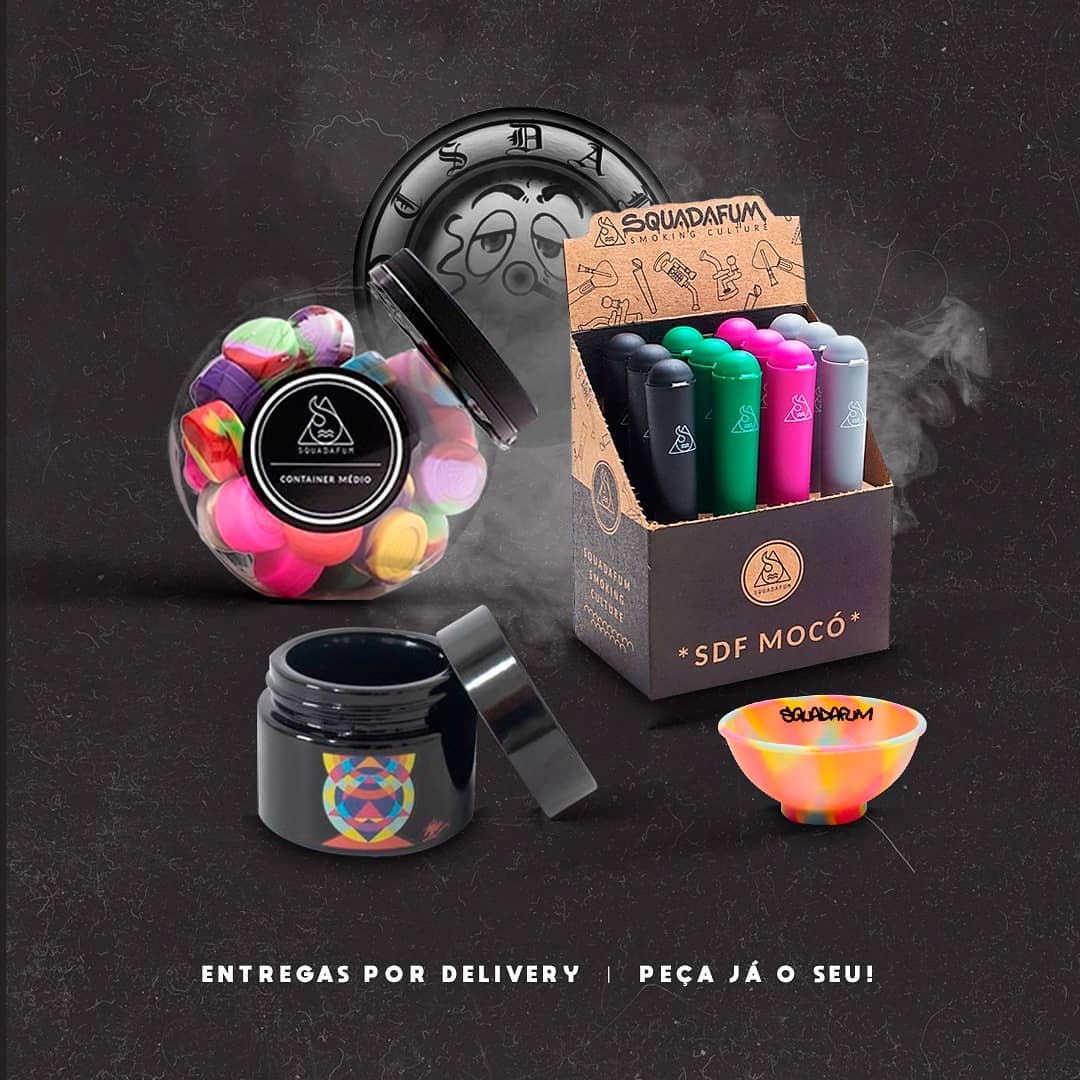 SDA
SQUADAFUM
SMOKING CULTURE
SQUADAFUM
CONTAINER MÉDIO
SQUADAFUM
SMOKING
CULTURE
SQUADAFUM
*SDF MOCÓ*
SQUADAFUM
ENTREGAS POR DELIVERY | PEÇA JÁ O SEU!